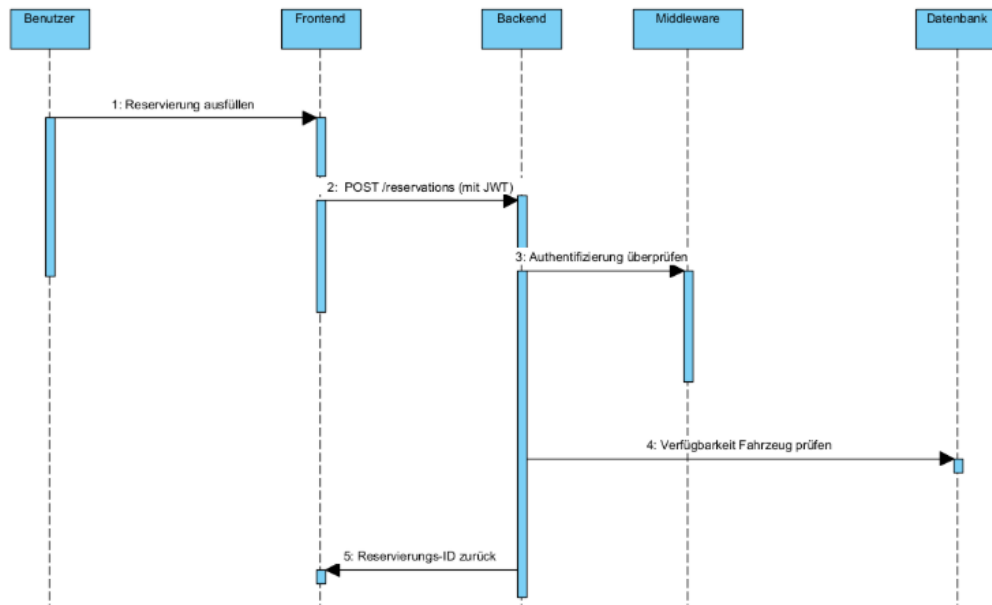 Benutzer
Frontend
Backend
Middleware
Datenbank
1: Reservierung ausfüllen
2: POST /reservations (mit JWT)
3: Authentifizierung überprüfen
4: Verfügbarkeit Fahrzeug prüfen
5: Reservierungs-ID zurück